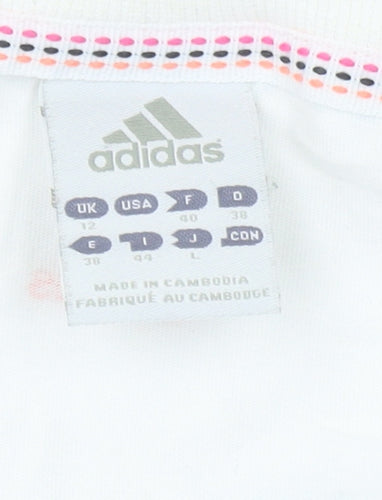 adidas
UK USA F D
12 40 38
E I J CON
38 44 L
MADE IN CAMBODIA
FABRIQUÉ AU CAMBODGE